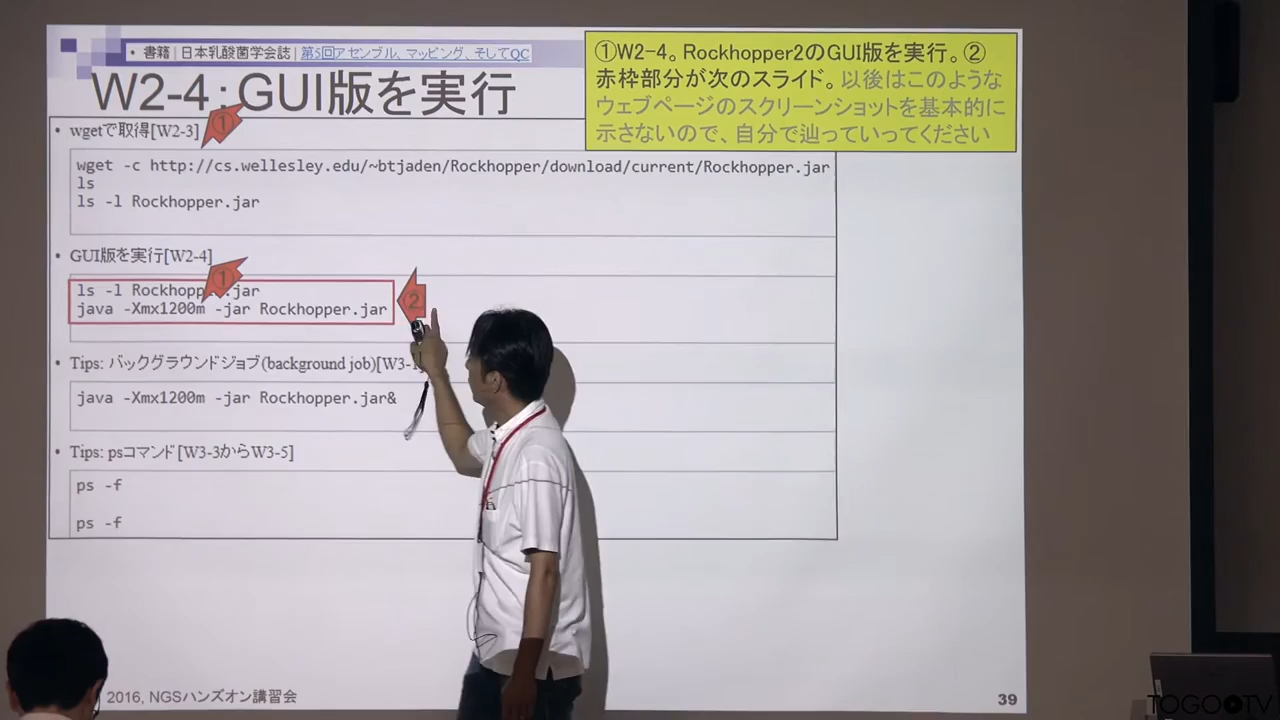 ・書籍 | 日本乳酸菌学会誌 | 第5回アセンブル、マッピング、そしてQC
W2-4:GUI版を実行
①W2-4。Rockhopper2のGUI版を実行。②
赤枠部分が次のスライド。以後はこのような
ウェブページのスクリーンショットを基本的に
示さないので、自分で辿っていってください
・wgetで取得[W2-3]
①
wget -c http://cs.wellesley.edu/~btjaden/Rockhopper/download/current/Rockhopper.jar
ls
ls -l Rockhopper.jar
・GUI版を実行[W2-4]
①
ls -l Rockhopper.jar
②
java -Xmx1200m -jar Rockhopper.jar
・Tips: バックグラウンドジョブ(background job)[W3-1]
java -Xmx1200m -jar Rockhopper.jar&
・Tips: psコマンド[W3-3からW3-5]
ps -f
ps -f
2016, NGSハンズオン講習会
39
TOGOTV